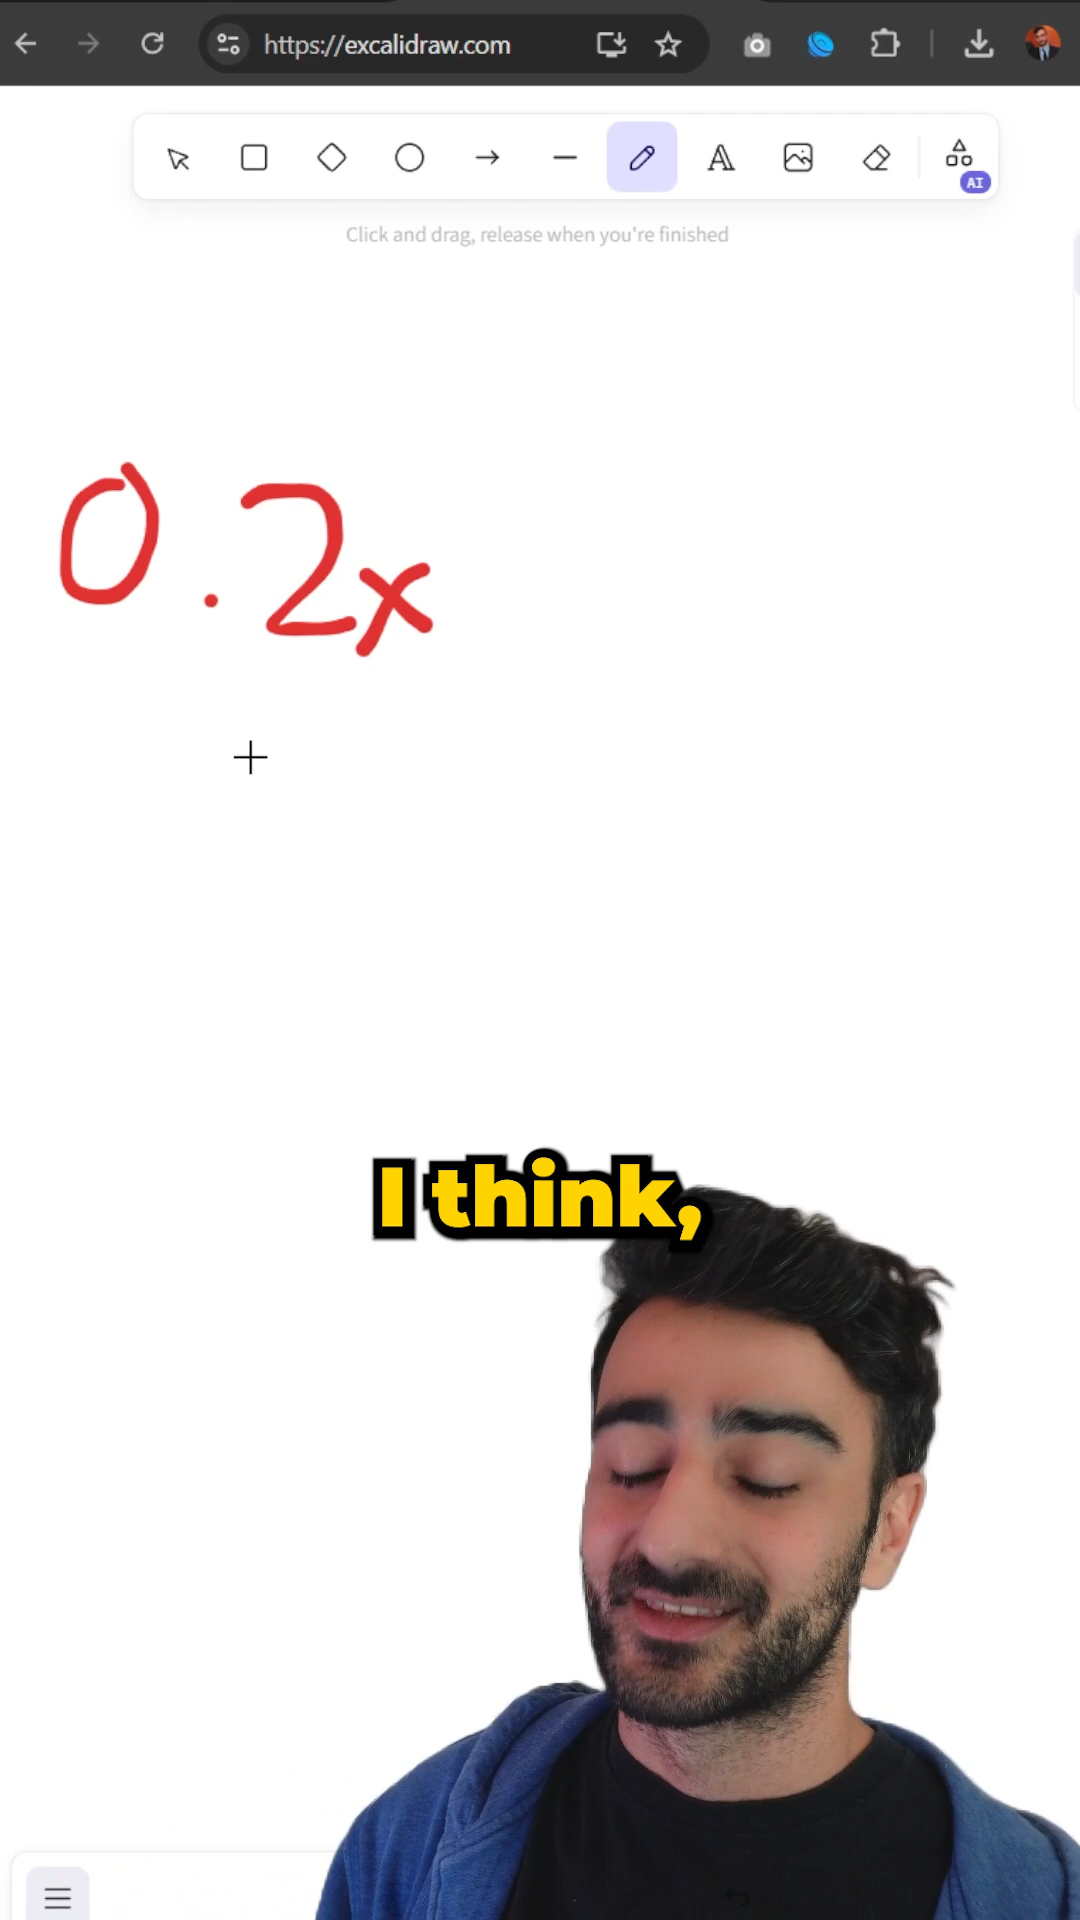 https://excalidraw.com
AI
Click and drag, release when you're finished
0.2x
I think,